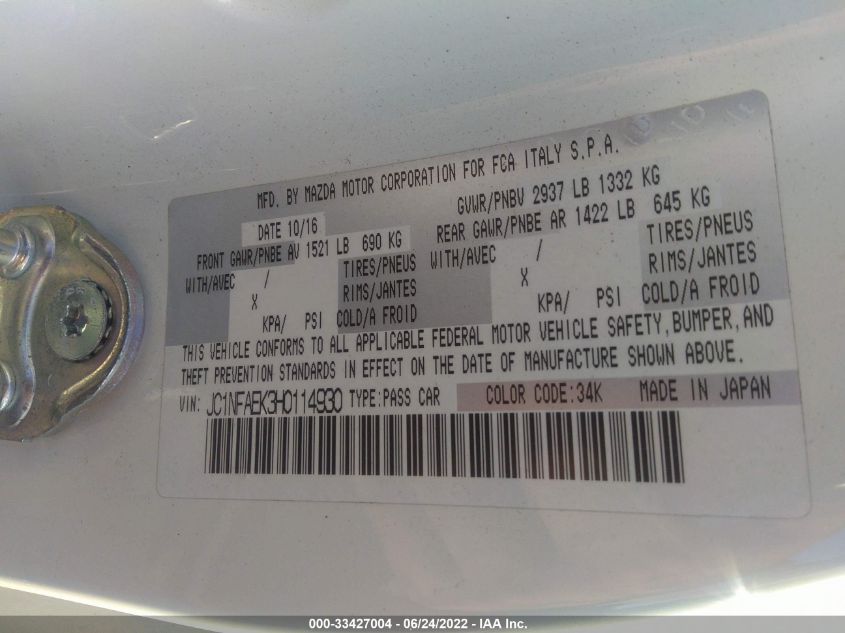 MFD. BY MAZDA MOTOR CORPORATION FOR FCA ITALY S.P.A.
DATE 10/16 GVWR/PNBV 2937 LB 1332 KG
FRONT GAWR/PNBE AV 1521 LB 690 KG REAR GAWR/PNBE AR 1422 LB 645 KG
WITH/AVEC / TIRES/PNEUS WITH/AVEC / TIRES/PNEUS
X RIMS/JANTES X RIMS/JANTES
KPA/ PSI COLD/A FROID KPA/ PSI COLD/A FROID
THIS VEHICLE CONFORMS TO ALL APPLICABLE FEDERAL MOTOR VEHICLE SAFETY, BUMPER, AND
THEFT PREVENTION STANDARDS IN EFFECT ON THE DATE OF MANUFACTURE SHOWN ABOVE.
VIN: JC1NFAEK3H0114930 TYPE: PASS CAR COLOR CODE: 34K MADE IN JAPAN
000-33427004 - 06/24/2022 - IAA Inc.